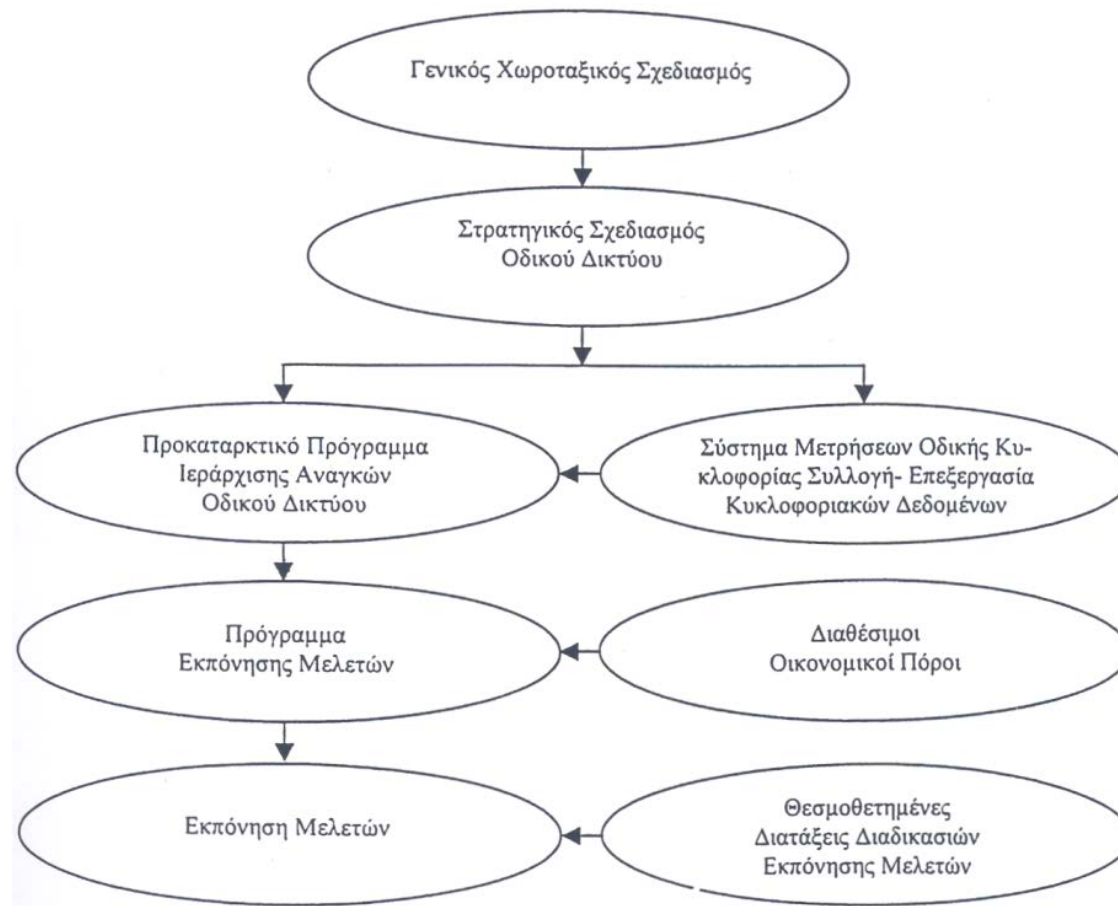 Γενικός Χωροταξικός Σχεδιασμός
Στρατηγικός Σχεδιασμός
Οδικού Δικτύου
Προκαταρκτικό Πρόγραμμα
Ιεράρχισης Αναγκών
Οδικού Δικτύου
Σύστημα Μετρήσεων Οδικής Κυ-
κλοφορίας Συλλογή- Επεξεργασία
Κυκλοφοριακών Δεδομένων
Πρόγραμμα
Εκπόνησης Μελετών
Διαθέσιμοι
Οικονομικοί Πόροι
Εκπόνηση Μελετών
Θεσμοθετημένες
Διατάξεις Διαδικασιών
Εκπόνησης Μελετών